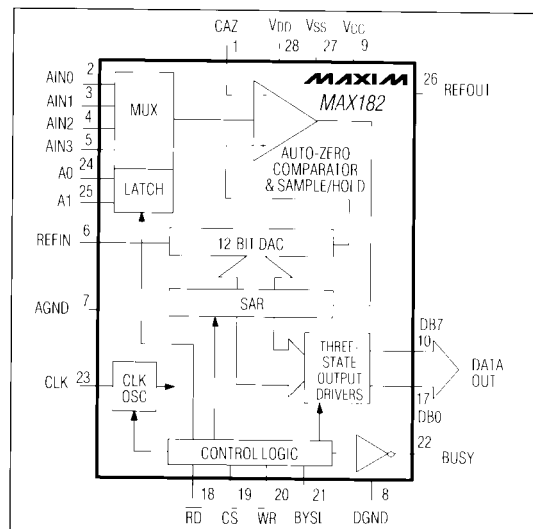 CAZ VDD VSS VCC
1 28 27 9
MAXIM
MAX182
26 REFOUT
AIN0 2
AIN1 3
AIN2 4
AIN3 5
MUX
A0 24
A1 25
LATCH
AUTO-ZERO
COMPARATOR
& SAMPLE/HOLD
REFIN 6
12 BIT DAC
AGND 7
SAR
CLK 23
CLK
OSC
THREE-
STATE
OUTPUT
DRIVERS
DB7
10
DATA
OUT
17
DB0
CONTROL LOGIC
22
BUSY
18 19 20 21 8
RD CS WR BYSL DGND